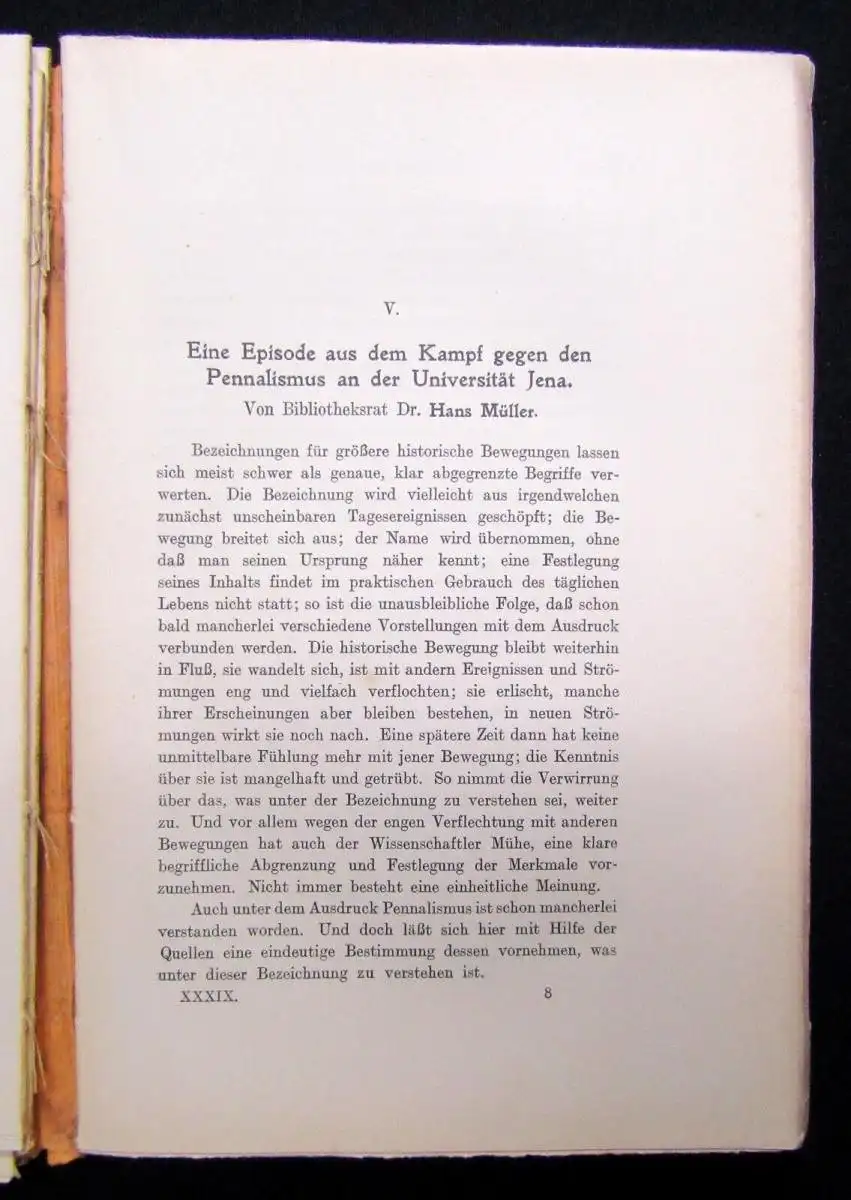 V.
Eine Episode aus dem Kampf gegen den
Pennalismus an der Universität Jena.
Von Bibliotheksrat Dr. Hans Müller.
Bezeichnungen für größere historische Bewegungen lassen
sich meist schwer als genaue, klar abgegrenzte Begriffe ver-
werten. Die Bezeichnung wird vielleicht aus irgendwelchen
zunächst unscheinbaren Tagesereignissen geschöpft; die Be-
wegung breitet sich aus; der Name wird übernommen, ohne
daß man seinen Ursprung näher kennt; eine Festlegung
seines Inhalts findet im praktischen Gebrauch des täglichen
Lebens nicht statt; so ist die unausbleibliche Folge, daß schon
bald mancherlei verschiedene Vorstellungen mit dem Ausdruck
verbunden werden. Die historische Bewegung bleibt weiterhin
in Fluß, sie wandelt sich, ist mit andern Ereignissen und Strö-
mungen eng und vielfach verflochten; sie erlischt, manche
ihrer Erscheinungen aber bleiben bestehen, in neuen Strö-
mungen wirkt sie noch nach. Eine spätere Zeit dann hat keine
unmittelbare Fühlung mehr mit jener Bewegung; die Kenntnis
über sie ist mangelhaft und getrübt. So nimmt die Verwirrung
über das, was unter der Bezeichnung zu verstehen sei, weiter
zu. Und vor allem wegen der engen Verflechtung mit anderen
Bewegungen hat auch der Wissenschaftler Mühe, eine klare
begriffliche Abgrenzung und Festlegung der Merkmale vor-
zunehmen. Nicht immer besteht eine einheitliche Meinung.
Auch unter dem Ausdruck Pennalismus ist schon mancherlei
verstanden worden. Und doch läßt sich hier mit Hilfe der
Quellen eine eindeutige Bestimmung dessen vornehmen, was
unter dieser Bezeichnung zu verstehen ist.
XXXIX. 8